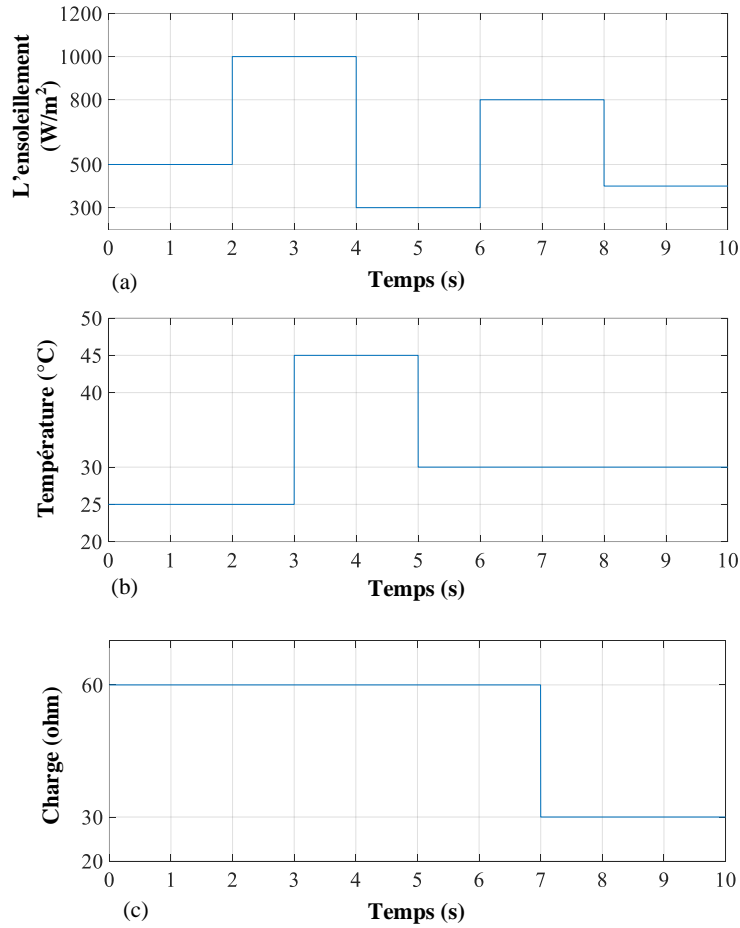 1200
1000
800
500
300
0 1 2 3 4 5 6 7 8 9 10
L'ensoleillement
(W/m²)
Temps (s)
(a)
50
45
40
30
25
20
0 1 2 3 4 5 6 7 8 9 10
Température (°C)
Temps (s)
(b)
60
30
20
0 1 2 3 4 5 6 7 8 9 10
Charge (ohm)
Temps (s)
(c)